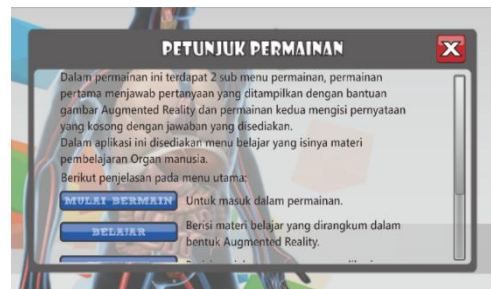 PETUNJUK PERMAINAN
X
Dalam permainan ini terdapat 2 sub menu permainan, permainan
pertama menjawab pertanyaan yang ditampilkan dengan bantuan
gambar Augmented Reality dan permainan kedua mengisi pernyataan
yang kosong dengan jawaban yang disediakan.
Dalam aplikasi ini disediakan menu belajar yang isinya materi
pembelajaran Organ manusia.
Berikut penjelasan pada menu utama:
MULAI BERMAIN Untuk masuk dalam permainan.
BELAJAR Berisi materi belajar yang dirangkum dalam
bentuk Augmented Reality.